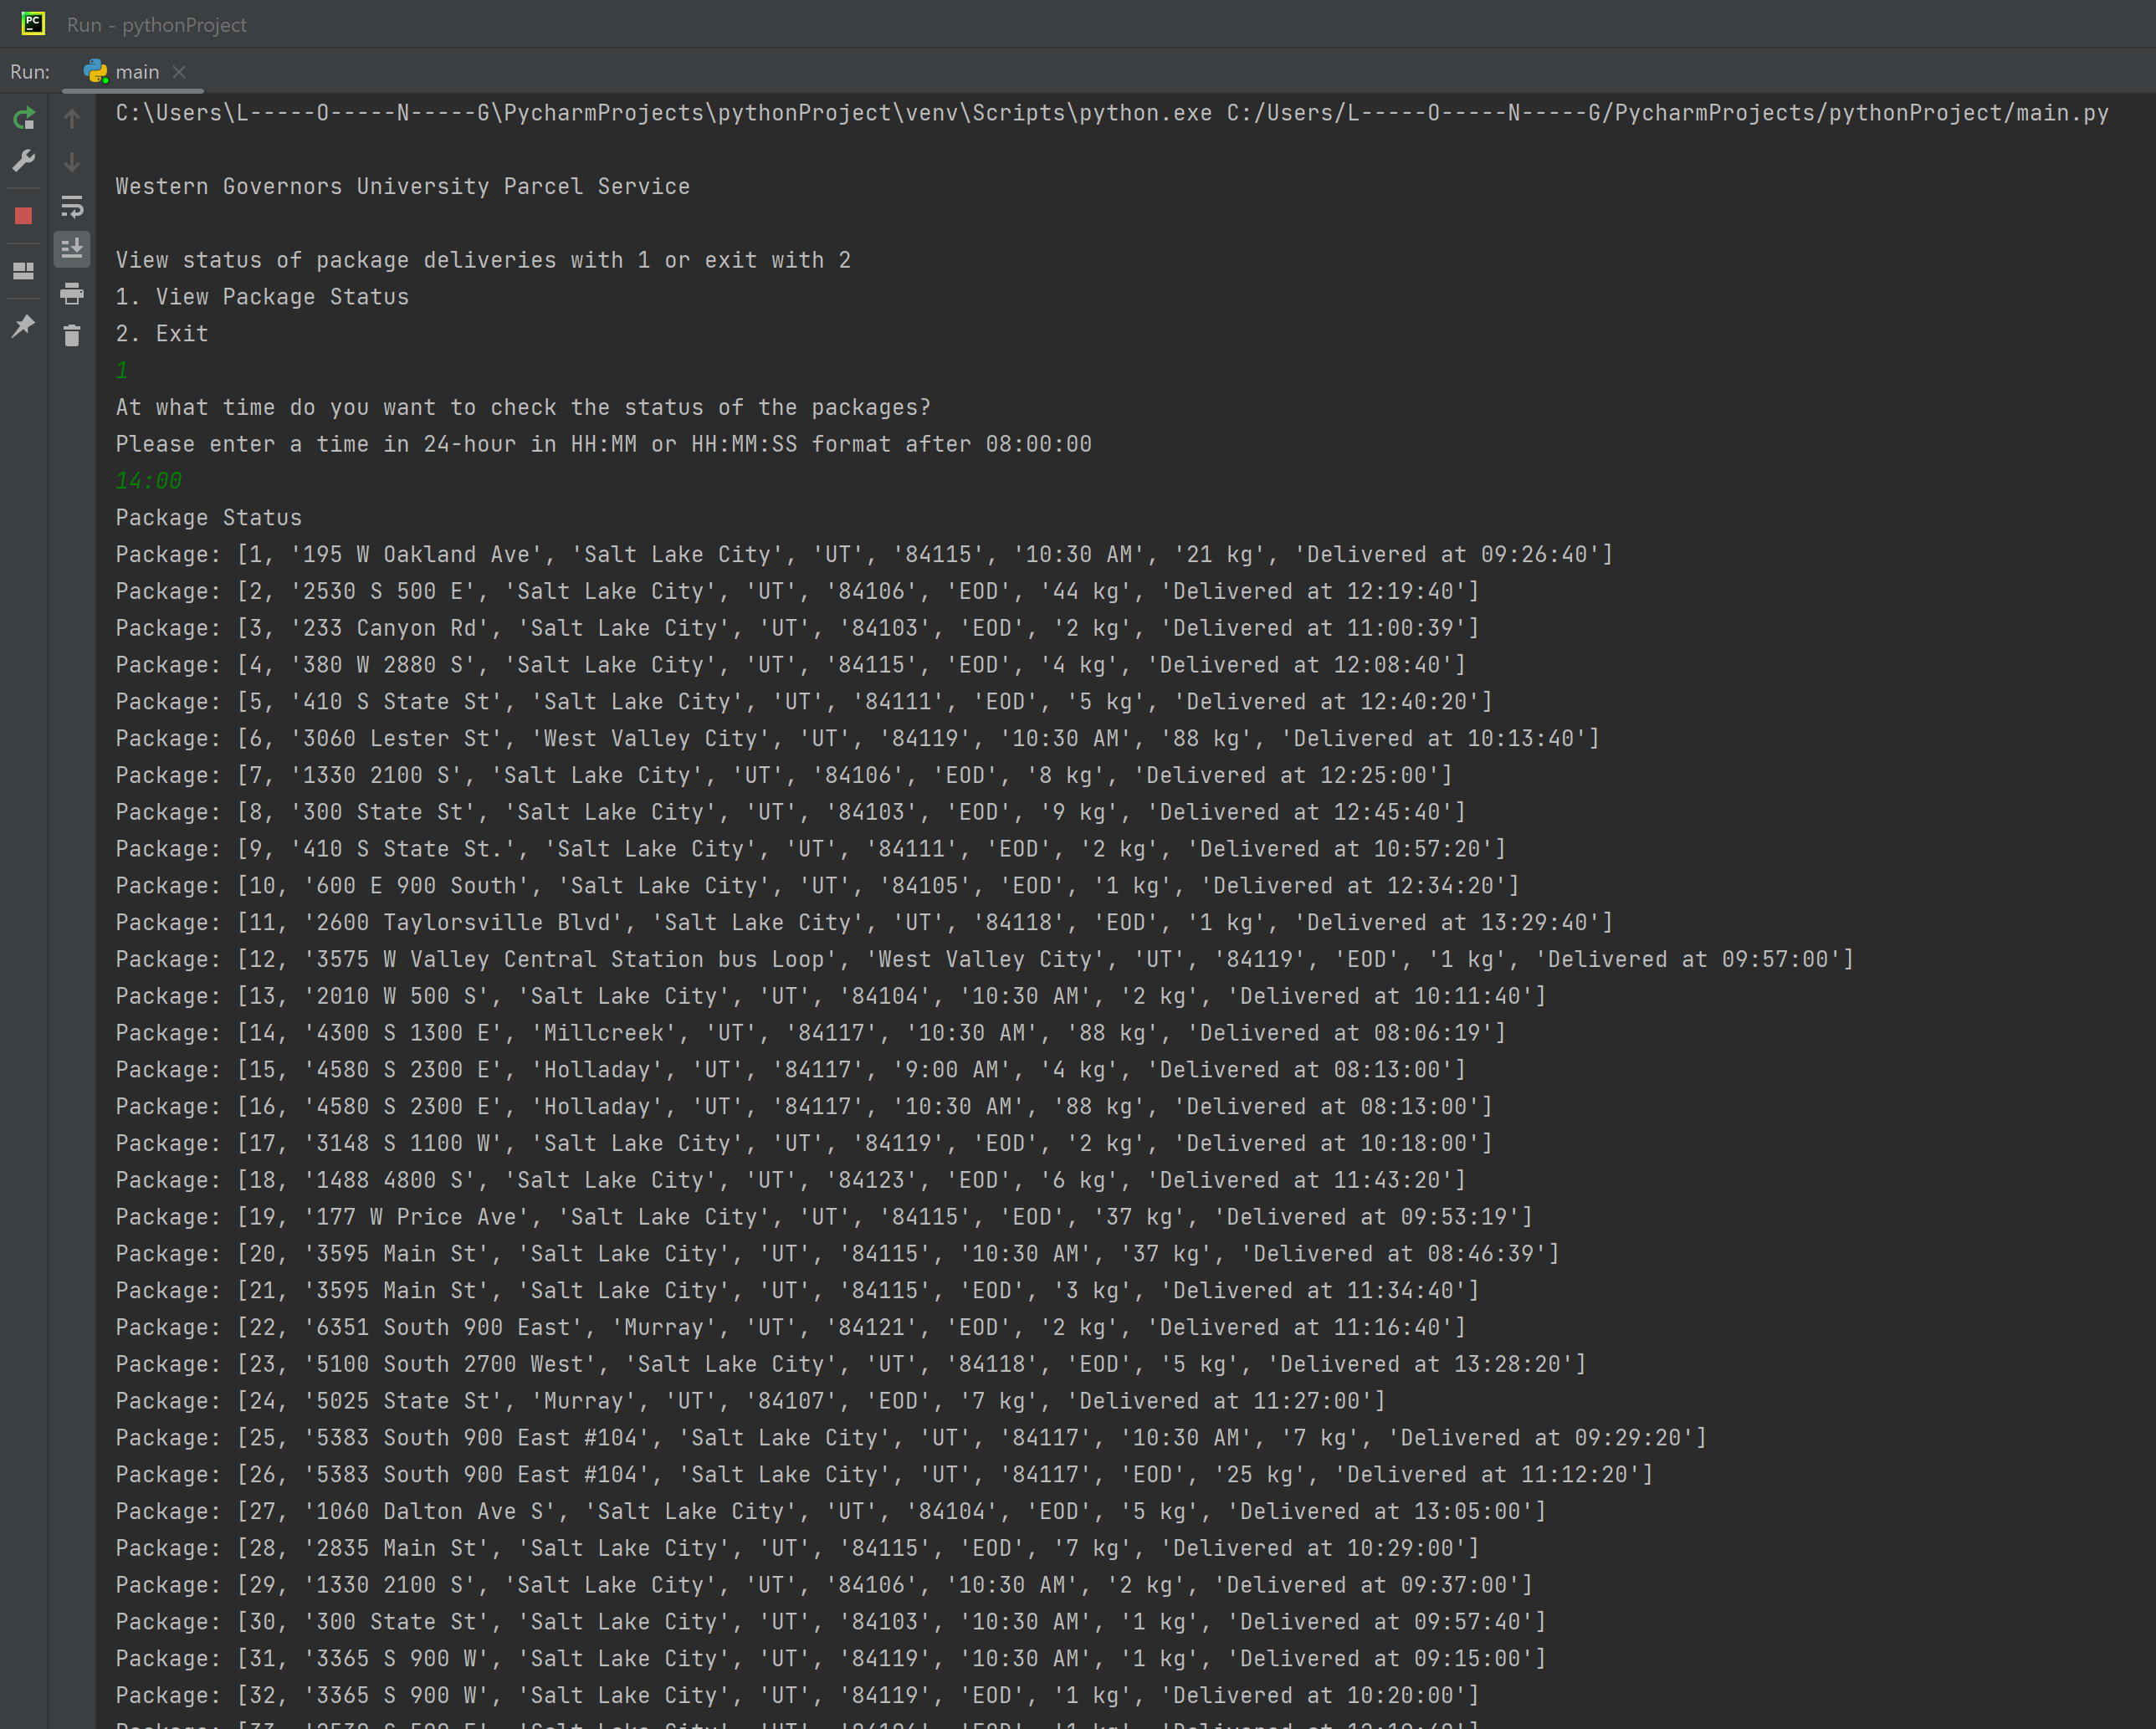 PC
Run - pythonProject
Run: main
C:\Users\L-----O-----N-----G\PycharmProjects\pythonProject\venv\Scripts\python.exe C:/Users/L-----O-----N-----G/PycharmProjects/pythonProject/main.py
Western Governors University Parcel Service
View status of package deliveries with 1 or exit with 2
1. View Package Status
2. Exit
1
At what time do you want to check the status of the packages?
Please enter a time in 24-hour in HH:MM or HH:MM:SS format after 08:00:00
14:00
Package Status
Package: [1, '195 W Oakland Ave', 'Salt Lake City', 'UT', '84115', '10:30 AM', '21 kg', 'Delivered at 09:26:40']
Package: [2, '2530 S 500 E', 'Salt Lake City', 'UT', '84106', 'EOD', '44 kg', 'Delivered at 12:19:40']
Package: [3, '233 Canyon Rd', 'Salt Lake City', 'UT', '84103', 'EOD', '2 kg', 'Delivered at 11:00:39']
Package: [4, '380 W 2880 S', 'Salt Lake City', 'UT', '84115', 'EOD', '4 kg', 'Delivered at 12:08:40']
Package: [5, '410 S State St', 'Salt Lake City', 'UT', '84111', 'EOD', '5 kg', 'Delivered at 12:40:20']
Package: [6, '3060 Lester St', 'West Valley City', 'UT', '84119', '10:30 AM', '88 kg', 'Delivered at 10:13:40']
Package: [7, '1330 2100 S', 'Salt Lake City', 'UT', '84106', 'EOD', '8 kg', 'Delivered at 12:25:00']
Package: [8, '300 State St', 'Salt Lake City', 'UT', '84103', 'EOD', '9 kg', 'Delivered at 12:45:40']
Package: [9, '410 S State St.', 'Salt Lake City', 'UT', '84111', 'EOD', '2 kg', 'Delivered at 10:57:20']
Package: [10, '600 E 900 South', 'Salt Lake City', 'UT', '84105', 'EOD', '1 kg', 'Delivered at 12:34:20']
Package: [11, '2600 Taylorsville Blvd', 'Salt Lake City', 'UT', '84118', 'EOD', '1 kg', 'Delivered at 13:29:40']
Package: [12, '3575 W Valley Central Station bus Loop', 'West Valley City', 'UT', '84119', 'EOD', '1 kg', 'Delivered at 09:57:00']
Package: [13, '2010 W 500 S', 'Salt Lake City', 'UT', '84104', '10:30 AM', '2 kg', 'Delivered at 10:11:40']
Package: [14, '4300 S 1300 E', 'Millcreek', 'UT', '84117', '10:30 AM', '88 kg', 'Delivered at 08:06:19']
Package: [15, '4580 S 2300 E', 'Holladay', 'UT', '84117', '9:00 AM', '4 kg', 'Delivered at 08:13:00']
Package: [16, '4580 S 2300 E', 'Holladay', 'UT', '84117', '10:30 AM', '88 kg', 'Delivered at 08:13:00']
Package: [17, '3148 S 1100 W', 'Salt Lake City', 'UT', '84119', 'EOD', '2 kg', 'Delivered at 10:18:00']
Package: [18, '1488 4800 S', 'Salt Lake City', 'UT', '84123', 'EOD', '6 kg', 'Delivered at 11:43:20']
Package: [19, '177 W Price Ave', 'Salt Lake City', 'UT', '84115', 'EOD', '37 kg', 'Delivered at 09:53:19']
Package: [20, '3595 Main St', 'Salt Lake City', 'UT', '84115', '10:30 AM', '37 kg', 'Delivered at 08:46:39']
Package: [21, '3595 Main St', 'Salt Lake City', 'UT', '84115', 'EOD', '3 kg', 'Delivered at 11:34:40']
Package: [22, '6351 South 900 East', 'Murray', 'UT', '84121', 'EOD', '2 kg', 'Delivered at 11:16:40']
Package: [23, '5100 South 2700 West', 'Salt Lake City', 'UT', '84118', 'EOD', '5 kg', 'Delivered at 13:28:20']
Package: [24, '5025 State St', 'Murray', 'UT', '84107', 'EOD', '7 kg', 'Delivered at 11:27:00']
Package: [25, '5383 South 900 East #104', 'Salt Lake City', 'UT', '84117', '10:30 AM', '7 kg', 'Delivered at 09:29:20']
Package: [26, '5383 South 900 East #104', 'Salt Lake City', 'UT', '84117', 'EOD', '25 kg', 'Delivered at 11:12:20']
Package: [27, '1060 Dalton Ave S', 'Salt Lake City', 'UT', '84104', 'EOD', '5 kg', 'Delivered at 13:05:00']
Package: [28, '2835 Main St', 'Salt Lake City', 'UT', '84115', 'EOD', '7 kg', 'Delivered at 10:29:00']
Package: [29, '1330 2100 S', 'Salt Lake City', 'UT', '84106', '10:30 AM', '2 kg', 'Delivered at 09:37:00']
Package: [30, '300 State St', 'Salt Lake City', 'UT', '84103', '10:30 AM', '1 kg', 'Delivered at 09:57:40']
Package: [31, '3365 S 900 W', 'Salt Lake City', 'UT', '84119', '10:30 AM', '1 kg', 'Delivered at 09:15:00']
Package: [32, '3365 S 900 W', 'Salt Lake City', 'UT', '84119', 'EOD', '1 kg', 'Delivered at 10:20:00']